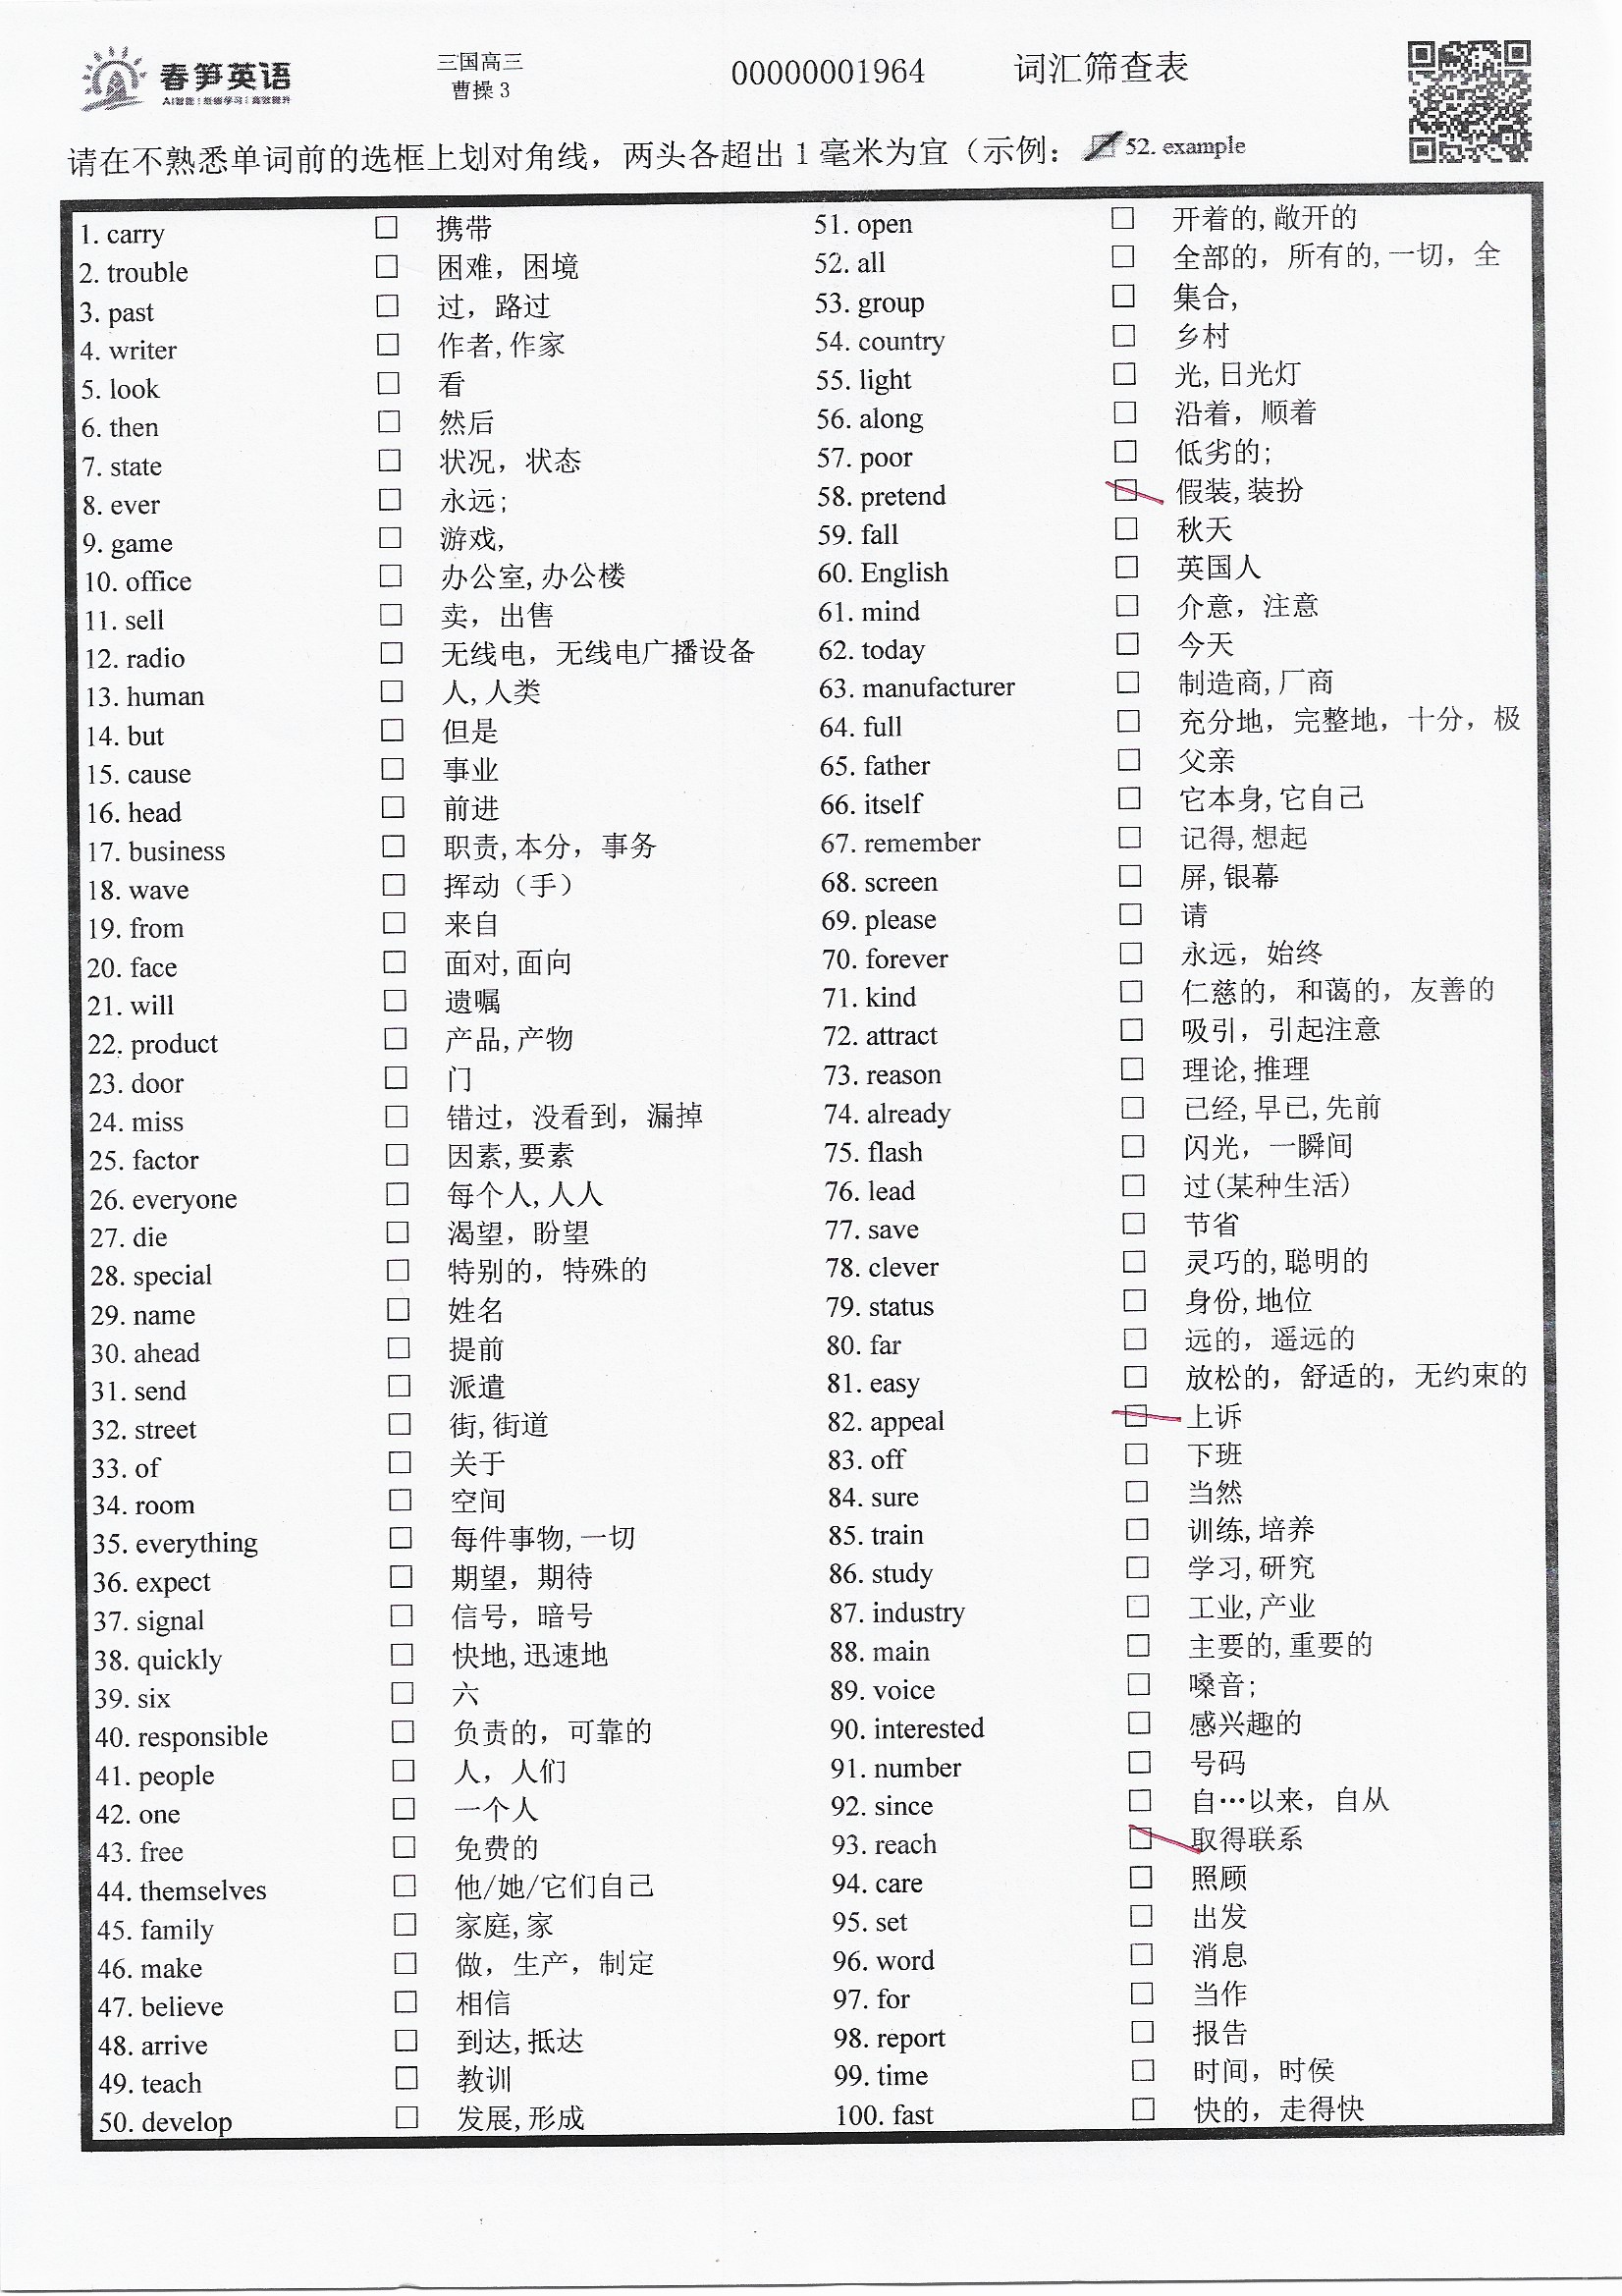 春笋英语
AI智能 | 思维学习 | 高效提升
三国高三
曹操 3
00000001964
词汇筛查表
请在不熟悉单词前的选框上划对角线，两头各超出 1 毫米为宜（示例： 52. example
1. carry 携带
2. trouble 困难，困境
3. past 过，路过
4. writer 作者,作家
5. look 看
6. then 然后
7. state 状况，状态
8. ever 永远;
9. game 游戏,
10. office 办公室,办公楼
11. sell 卖，出售
12. radio 无线电，无线电广播设备
13. human 人,人类
14. but 但是
15. cause 事业
16. head 前进
17. business 职责,本分，事务
18. wave 挥动（手）
19. from 来自
20. face 面对,面向
21. will 遗嘱
22. product 产品,产物
23. door 门
24. miss 错过，没看到，漏掉
25. factor 因素,要素
26. everyone 每个人,人人
27. die 渴望，盼望
28. special 特别的，特殊的
29. name 姓名
30. ahead 提前
31. send 派遣
32. street 街,街道
33. of 关于
34. room 空间
35. everything 每件事物,一切
36. expect 期望，期待
37. signal 信号，暗号
38. quickly 快地,迅速地
39. six 六
40. responsible 负责的，可靠的
41. people 人，人们
42. one 一个人
43. free 免费的
44. themselves 他/她/它们自己
45. family 家庭,家
46. make 做，生产，制定
47. believe 相信
48. arrive 到达,抵达
49. teach 教训
50. develop 发展,形成
51. open 开着的,敞开的
52. all 全部的，所有的,一切，全
53. group 集合,
54. country 乡村
55. light 光,日光灯
56. along 沿着，顺着
57. poor 低劣的;
58. pretend 假装,装扮
59. fall 秋天
60. English 英国人
61. mind 介意，注意
62. today 今天
63. manufacturer 制造商,厂商
64. full 充分地，完整地，十分，极
65. father 父亲
66. itself 它本身,它自己
67. remember 记得,想起
68. screen 屏,银幕
69. please 请
70. forever 永远，始终
71. kind 仁慈的，和蔼的，友善的
72. attract 吸引，引起注意
73. reason 理论,推理
74. already 已经,早已,先前
75. flash 闪光，一瞬间
76. lead 过(某种生活)
77. save 节省
78. clever 灵巧的,聪明的
79. status 身份,地位
80. far 远的，遥远的
81. easy 放松的，舒适的，无约束的
82. appeal 上诉
83. off 下班
84. sure 当然
85. train 训练,培养
86. study 学习,研究
87. industry 工业,产业
88. main 主要的,重要的
89. voice 嗓音;
90. interested 感兴趣的
91. number 号码
92. since 自…以来，自从
93. reach 取得联系
94. care 照顾
95. set 出发
96. word 消息
97. for 当作
98. report 报告
99. time 时间，时侯
100. fast 快的，走得快